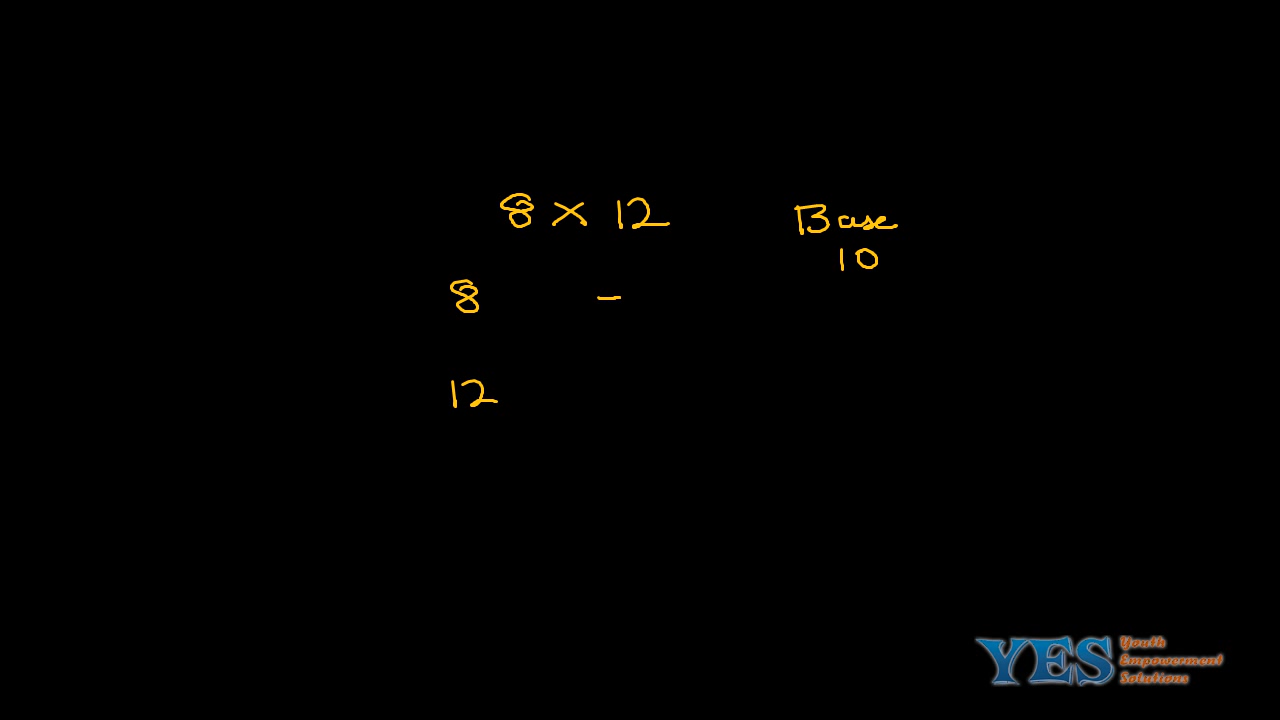 8 × 12
Base
10
8 -
12
YES
Youth
Empowerment
Solutions